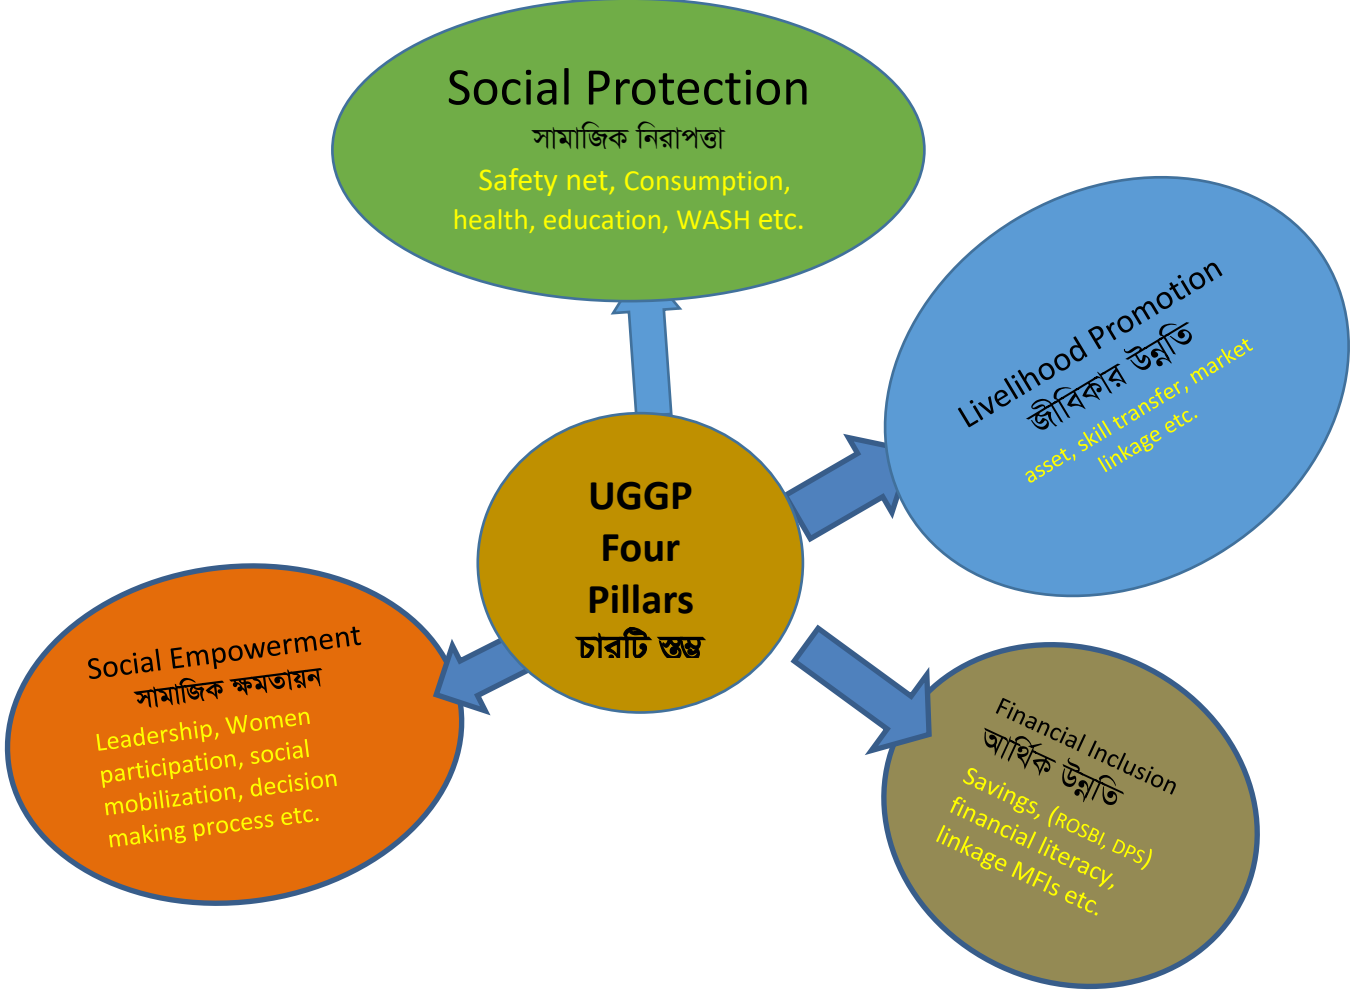 Social Protection
সামাজিক নিরাপত্তা
Safety net, Consumption,
health, education, WASH etc.
Livelihood Promotion
জীবিকার উন্নতি
asset, skill transfer, market
linkage etc.
UGGP
Four
Pillars
চারটি স্তম্ভ
Social Empowerment
সামাজিক ক্ষমতায়ন
Leadership, Women
participation, social
mobilization, decision
making process etc.
Financial Inclusion
আর্থিক উন্নতি
Savings, (ROSBI, DPS)
financial literacy,
linkage MFIs etc.